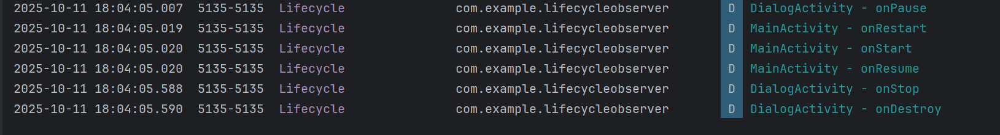 2025-10-11 18:04:05.007  5135-5135  Lifecycle  com.example.lifecycleobserver  D  DialogActivity - onPause
2025-10-11 18:04:05.019  5135-5135  Lifecycle  com.example.lifecycleobserver  D  MainActivity - onRestart
2025-10-11 18:04:05.020  5135-5135  Lifecycle  com.example.lifecycleobserver  D  MainActivity - onStart
2025-10-11 18:04:05.020  5135-5135  Lifecycle  com.example.lifecycleobserver  D  MainActivity - onResume
2025-10-11 18:04:05.588  5135-5135  Lifecycle  com.example.lifecycleobserver  D  DialogActivity - onStop
2025-10-11 18:04:05.590  5135-5135  Lifecycle  com.example.lifecycleobserver  D  DialogActivity - onDestroy